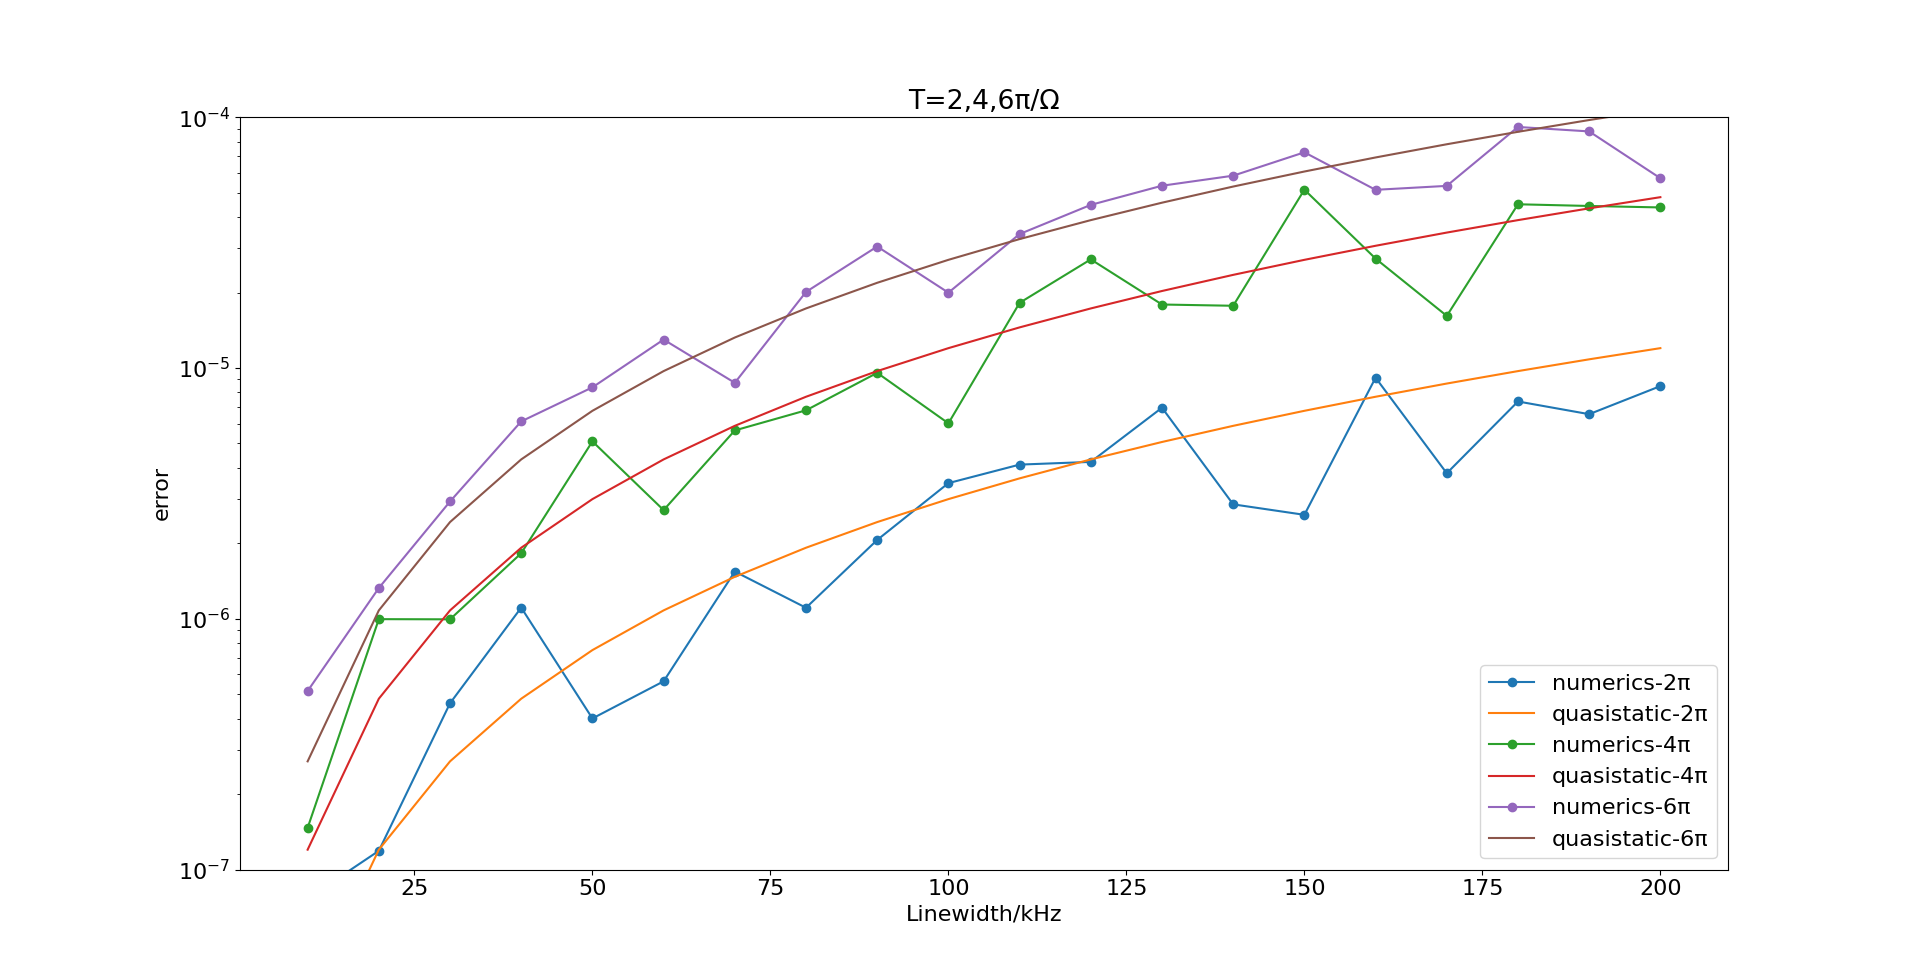 T=2,4,6π/Ω
10⁻⁴
10⁻⁵
10⁻⁶
10⁻⁷
error
25 50 75 100 125 150 175 200
Linewidth/kHz
numerics-2π
quasistatic-2π
numerics-4π
quasistatic-4π
numerics-6π
quasistatic-6π